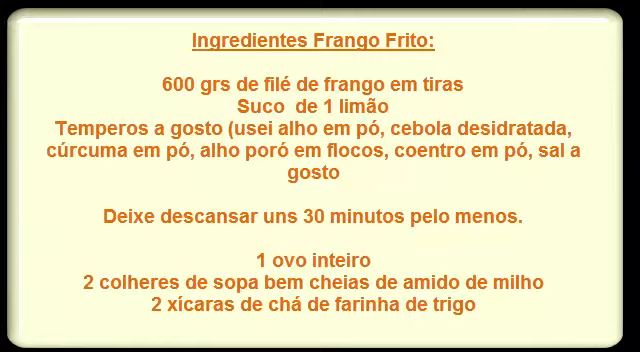 Ingredientes Frango Frito:
600 grs de filé de frango em tiras
Suco  de 1 limão
Temperos a gosto (usei alho em pó, cebola desidratada,
cúrcuma em pó, alho poró em flocos, coentro em pó, sal a
gosto
Deixe descansar uns 30 minutos pelo menos.
1 ovo inteiro
2 colheres de sopa bem cheias de amido de milho
2 xícaras de chá de farinha de trigo